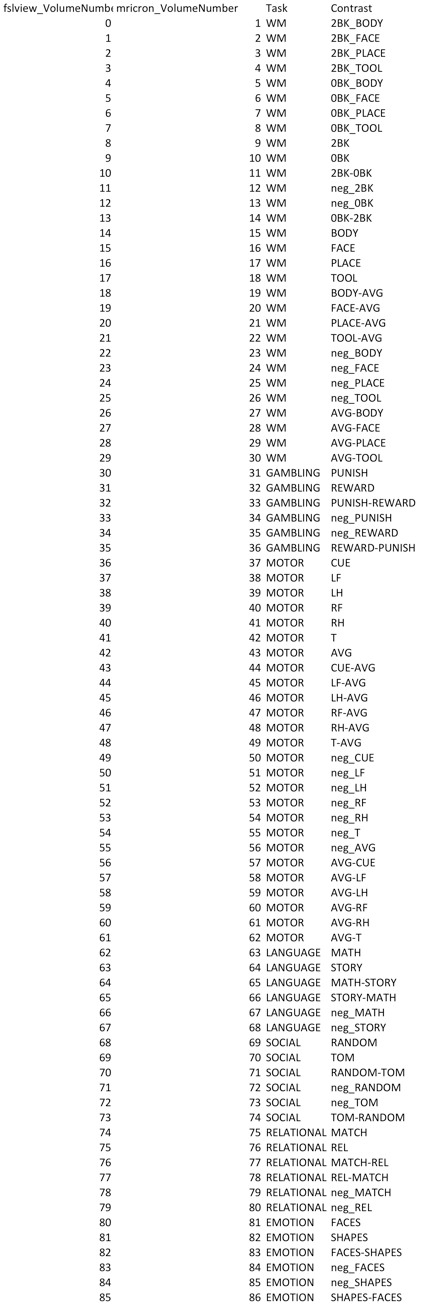 fslview_VolumeNumbe mricron_VolumeNumber Task Contrast
0 1 WM 2BK_BODY
1 2 WM 2BK_FACE
2 3 WM 2BK_PLACE
3 4 WM 2BK_TOOL
4 5 WM 0BK_BODY
5 6 WM 0BK_FACE
6 7 WM 0BK_PLACE
7 8 WM 0BK_TOOL
8 9 WM 2BK
9 10 WM 0BK
10 11 WM 2BK-0BK
11 12 WM neg_2BK
12 13 WM neg_0BK
13 14 WM 0BK-2BK
14 15 WM BODY
15 16 WM FACE
16 17 WM PLACE
17 18 WM TOOL
18 19 WM BODY-AVG
19 20 WM FACE-AVG
20 21 WM PLACE-AVG
21 22 WM TOOL-AVG
22 23 WM neg_BODY
23 24 WM neg_FACE
24 25 WM neg_PLACE
25 26 WM neg_TOOL
26 27 WM AVG-BODY
27 28 WM AVG-FACE
28 29 WM AVG-PLACE
29 30 WM AVG-TOOL
30 31 GAMBLING PUNISH
31 32 GAMBLING REWARD
32 33 GAMBLING PUNISH-REWARD
33 34 GAMBLING neg_PUNISH
34 35 GAMBLING neg_REWARD
35 36 GAMBLING REWARD-PUNISH
36 37 MOTOR CUE
37 38 MOTOR LF
38 39 MOTOR LH
39 40 MOTOR RF
40 41 MOTOR RH
41 42 MOTOR T
42 43 MOTOR AVG
43 44 MOTOR CUE-AVG
44 45 MOTOR LF-AVG
45 46 MOTOR LH-AVG
46 47 MOTOR RF-AVG
47 48 MOTOR RH-AVG
48 49 MOTOR T-AVG
49 50 MOTOR neg_CUE
50 51 MOTOR neg_LF
51 52 MOTOR neg_LH
52 53 MOTOR neg_RF
53 54 MOTOR neg_RH
54 55 MOTOR neg_T
55 56 MOTOR neg_AVG
56 57 MOTOR AVG-CUE
57 58 MOTOR AVG-LF
58 59 MOTOR AVG-LH
59 60 MOTOR AVG-RF
60 61 MOTOR AVG-RH
61 62 MOTOR AVG-T
62 63 LANGUAGE MATH
63 64 LANGUAGE STORY
64 65 LANGUAGE MATH-STORY
65 66 LANGUAGE STORY-MATH
66 67 LANGUAGE neg_MATH
67 68 LANGUAGE neg_STORY
68 69 SOCIAL RANDOM
69 70 SOCIAL TOM
70 71 SOCIAL RANDOM-TOM
71 72 SOCIAL neg_RANDOM
72 73 SOCIAL neg_TOM
73 74 SOCIAL TOM-RANDOM
74 75 RELATIONAL MATCH
75 76 RELATIONAL REL
76 77 RELATIONAL MATCH-REL
77 78 RELATIONAL REL-MATCH
78 79 RELATIONAL neg_MATCH
79 80 RELATIONAL neg_REL
80 81 EMOTION FACES
81 82 EMOTION SHAPES
82 83 EMOTION FACES-SHAPES
83 84 EMOTION neg_FACES
84 85 EMOTION neg_SHAPES
85 86 EMOTION SHAPES-FACES